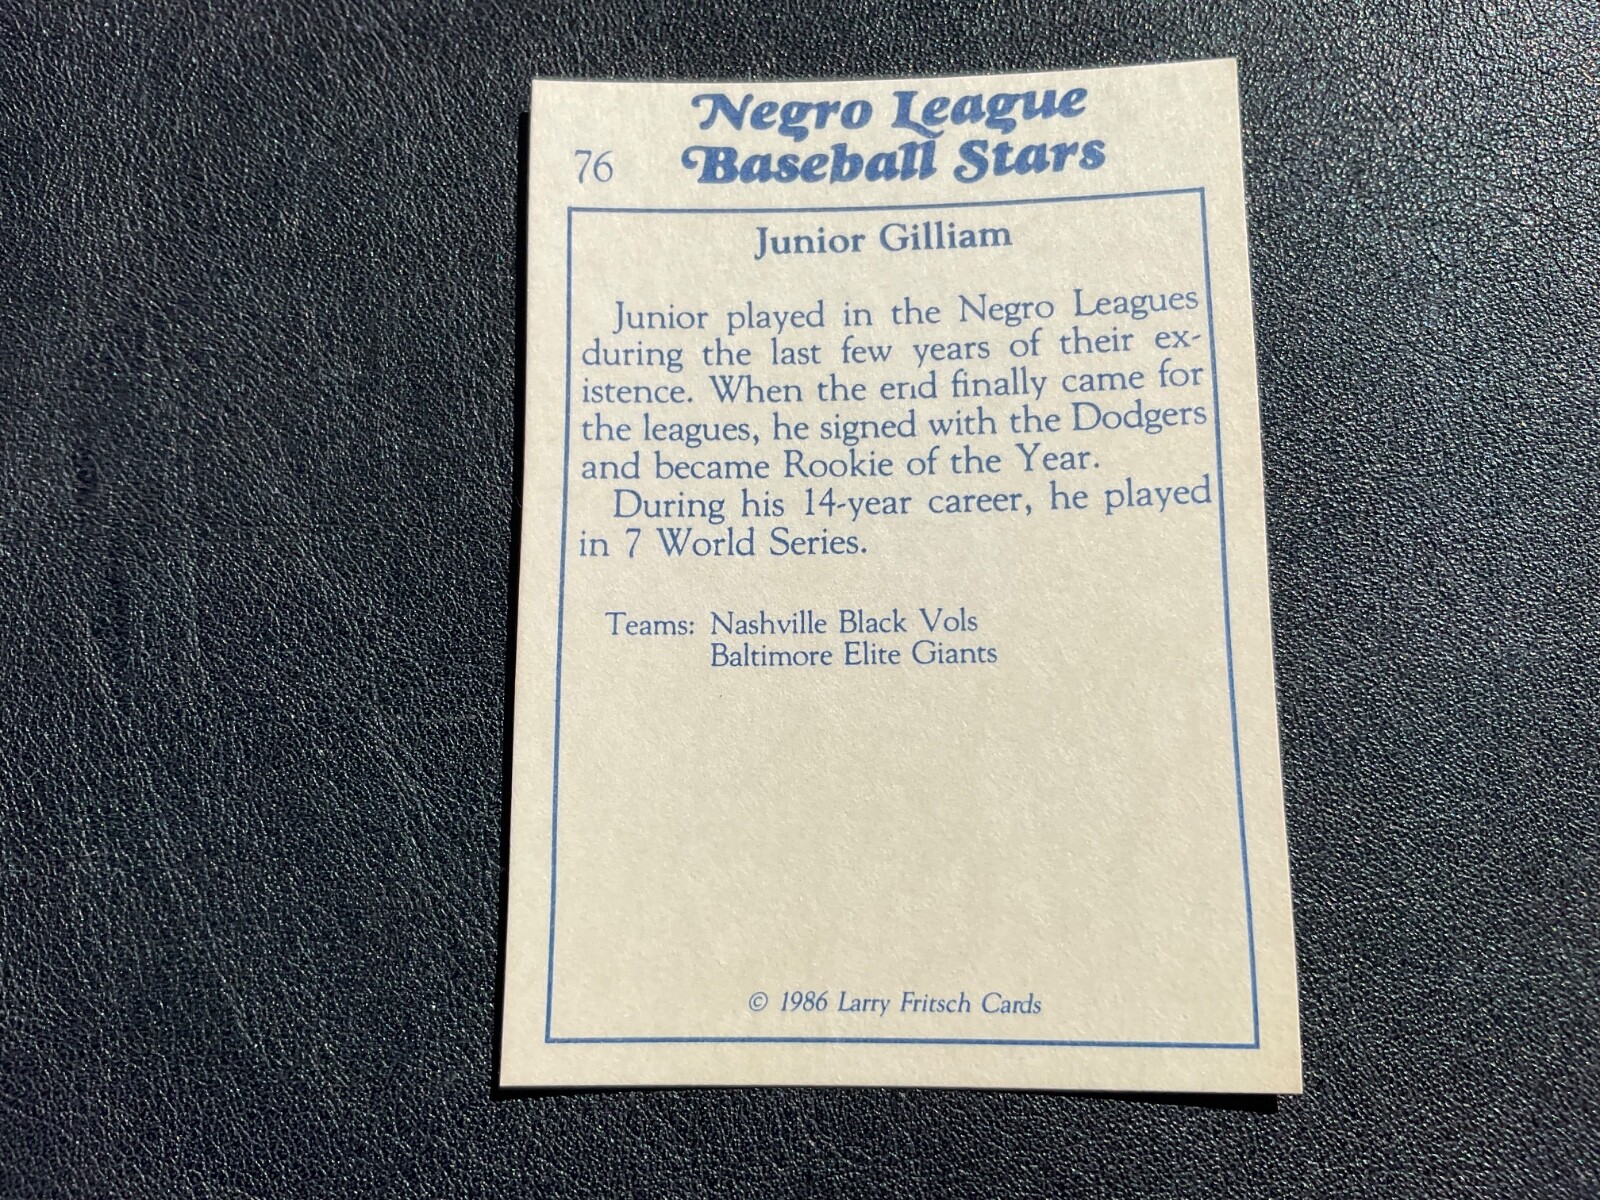 Negro League
76 Baseball Stars
Junior Gilliam
Junior played in the Negro Leagues
during the last few years of their ex-
istence. When the end finally came for
the leagues, he signed with the Dodgers
and became Rookie of the Year.
During his 14-year career, he played
in 7 World Series.
Teams: Nashville Black Vols
Baltimore Elite Giants
© 1986 Larry Fritsch Cards